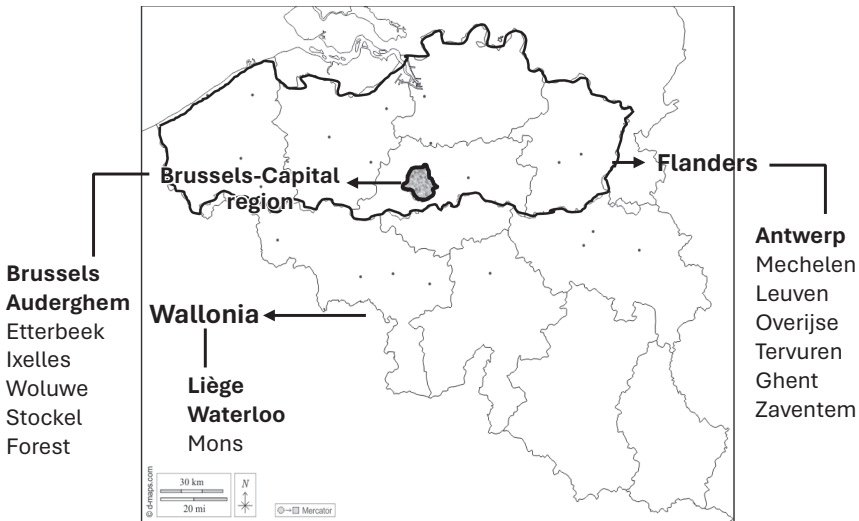 Brussels-Capital
region
Flanders
Brussels
Auderghem
Etterbeek
Ixelles
Woluwe
Stockel
Forest
Wallonia
Liège
Waterloo
Mons
Antwerp
Mechelen
Leuven
Overijse
Tervuren
Ghent
Zaventem
© d-maps.com
30 km
20 mi
N
Mercator